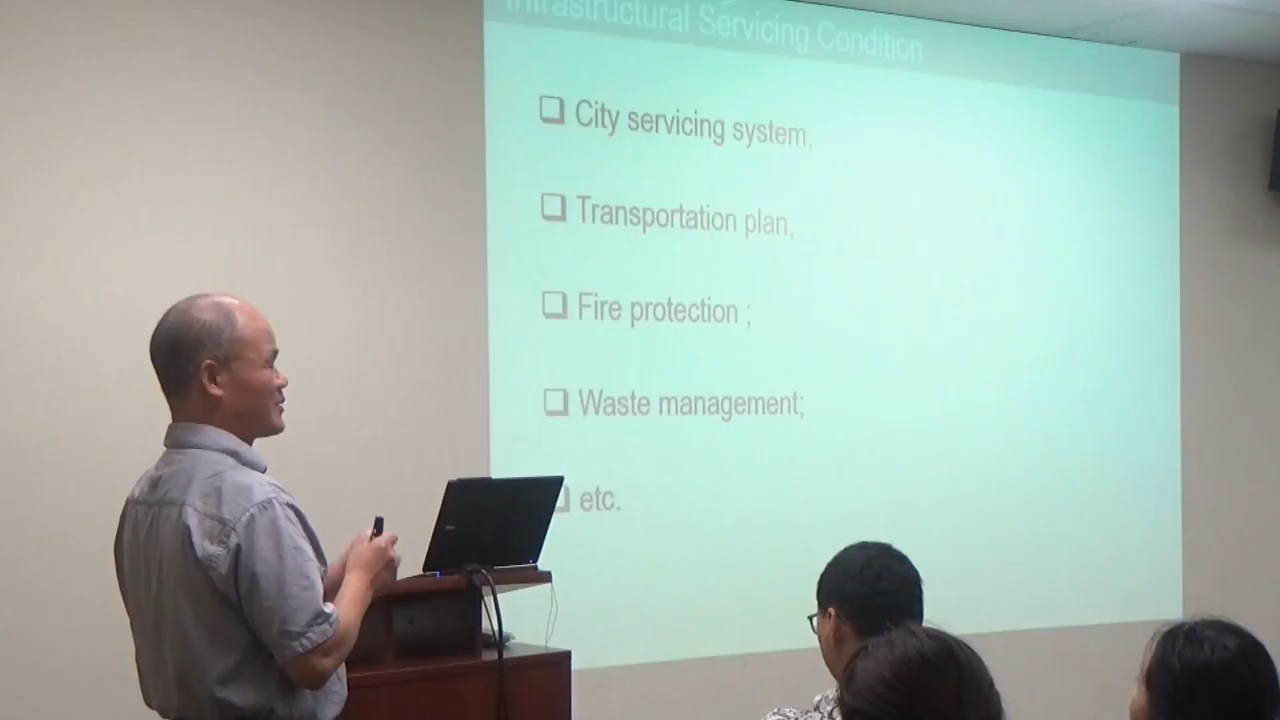 Infrastructural Servicing Condition
❑ City servicing system,
❑ Transportation plan,
❑ Fire protection ;
❑ Waste management;
❑ etc.